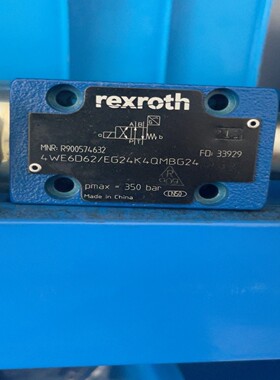 rexroth
A B
P T
MNR: R900574632
FD: 33929
4WE6D62/EG24K4QMBG24
pmax = 350 bar
Made in China